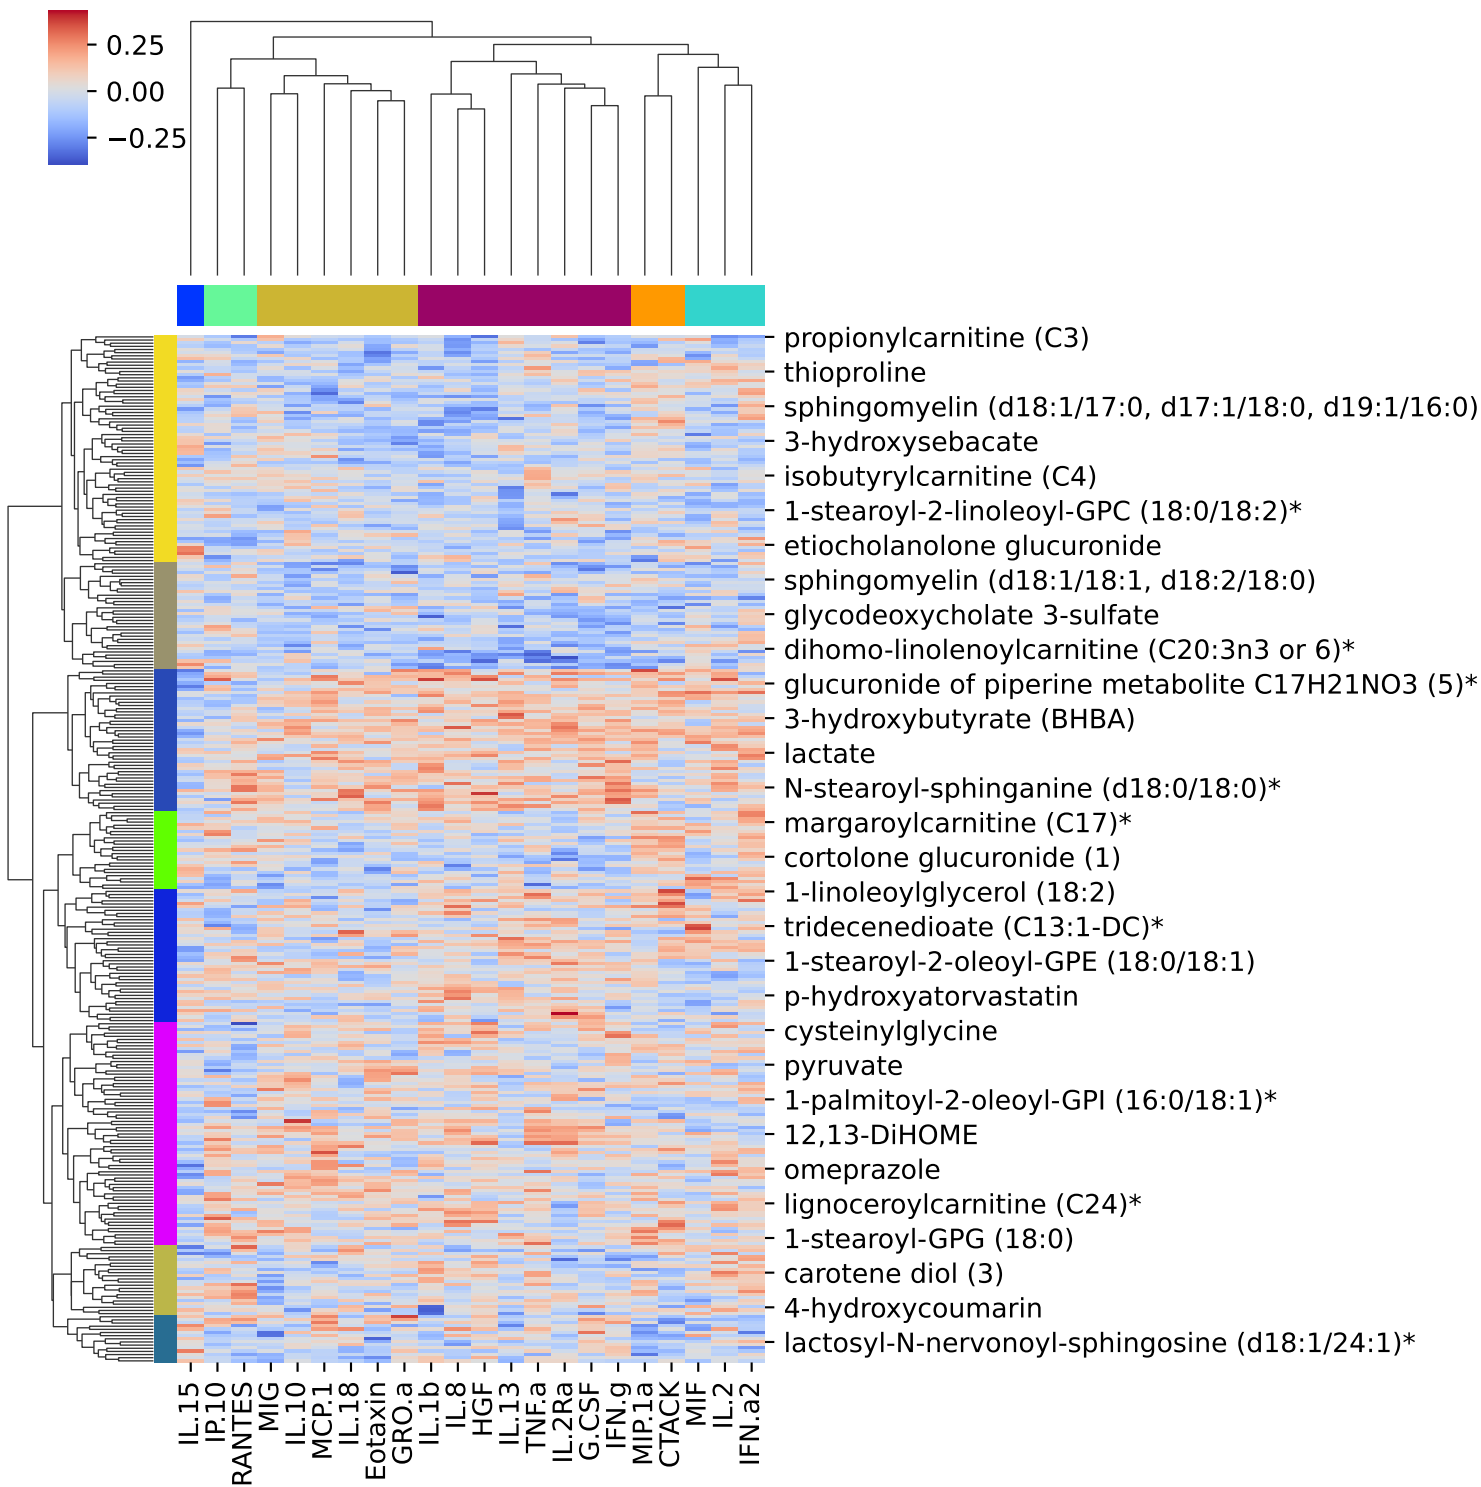 0.25
0.00
−0.25
propionylcarnitine (C3)
thioproline
sphingomyelin (d18:1/17:0, d17:1/18:0, d19:1/16:0)
3-hydroxysebacate
isobutyrylcarnitine (C4)
1-stearoyl-2-linoleoyl-GPC (18:0/18:2)*
etiocholanolone glucuronide
sphingomyelin (d18:1/18:1, d18:2/18:0)
glycodeoxycholate 3-sulfate
dihomo-linolenoylcarnitine (C20:3n3 or 6)*
glucuronide of piperine metabolite C17H21NO3 (5)*
3-hydroxybutyrate (BHBA)
lactate
N-stearoyl-sphinganine (d18:0/18:0)*
margaroylcarnitine (C17)*
cortolone glucuronide (1)
1-linoleoylglycerol (18:2)
tridecenedioate (C13:1-DC)*
1-stearoyl-2-oleoyl-GPE (18:0/18:1)
p-hydroxyatorvastatin
cysteinylglycine
pyruvate
1-palmitoyl-2-oleoyl-GPI (16:0/18:1)*
12,13-DiHOME
omeprazole
lignoceroylcarnitine (C24)*
1-stearoyl-GPG (18:0)
carotene diol (3)
4-hydroxycoumarin
lactosyl-N-nervonoyl-sphingosine (d18:1/24:1)*
IL.15
IP.10
RANTES
MIG
IL.10
MCP.1
IL.18
Eotaxin
GRO.a
IL.1b
IL.8
HGF
IL.13
TNF.a
IL.2Ra
G.CSF
IFN.g
MIP.1a
CTACK
MIF
IL.2
IFN.a2